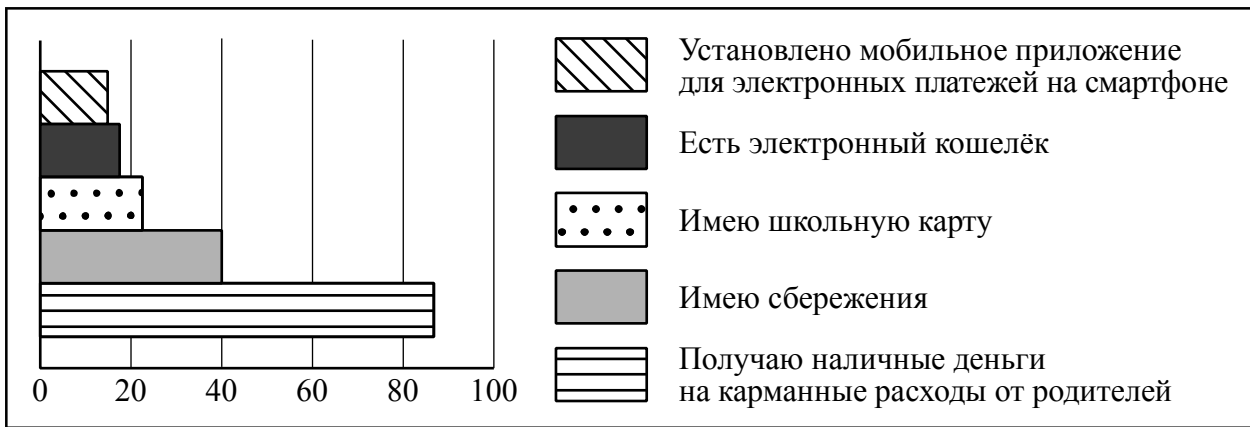 Установлено мобильное приложение
для электронных платежей на смартфоне
Есть электронный кошелёк
Имею школьную карту
Имею сбережения
Получаю наличные деньги
на карманные расходы от родителей
0 20 40 60 80 100